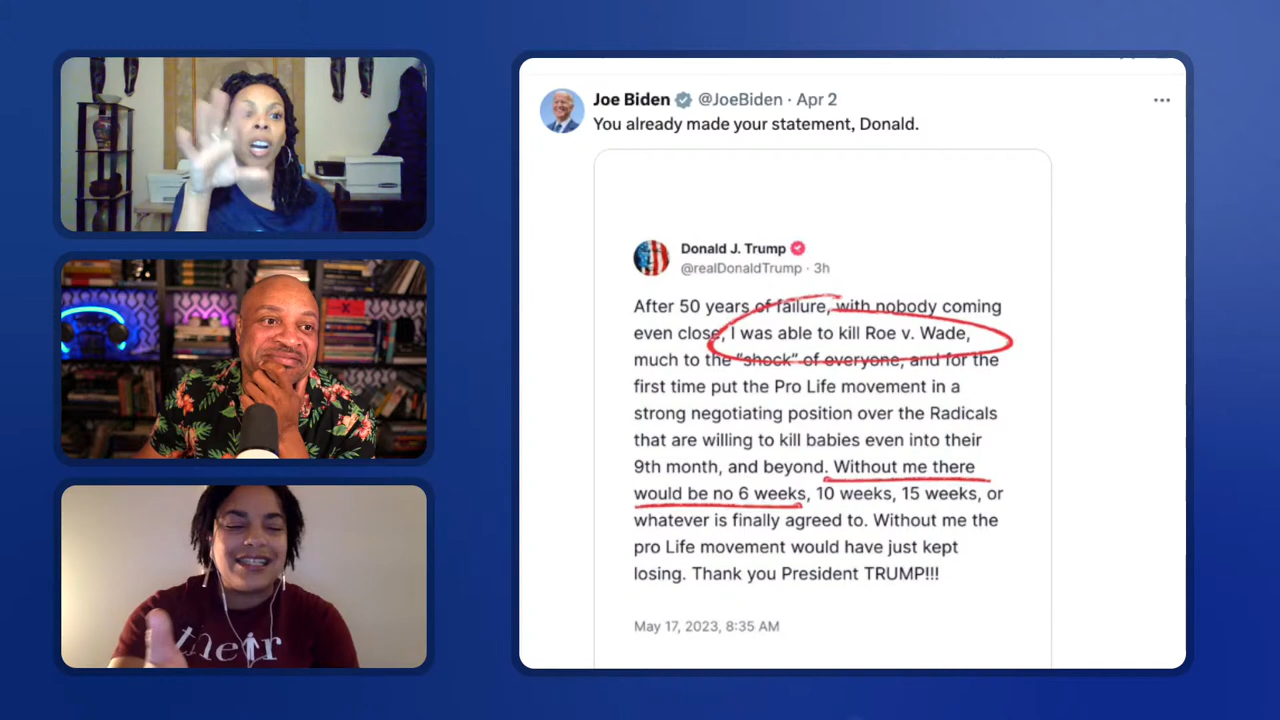 Joe Biden @JoeBiden · Apr 2
You already made your statement, Donald.
Donald J. Trump
@realDonaldTrump · 3h
After 50 years of failure, with nobody coming
even close, I was able to kill Roe v. Wade,
much to the “shock” of everyone, and for the
first time put the Pro Life movement in a
strong negotiating position over the Radicals
that are willing to kill babies even into their
9th month, and beyond. Without me there
would be no 6 weeks, 10 weeks, 15 weeks, or
whatever is finally agreed to. Without me the
pro Life movement would have just kept
losing. Thank you President TRUMP!!!
May 17, 2023, 8:35 AM
their